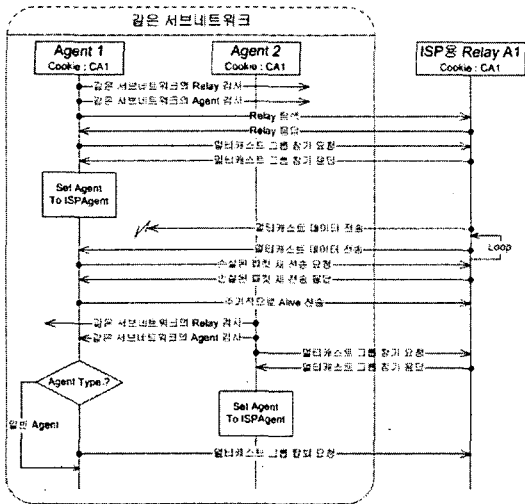 같은 서브네트워크
Agent 1
Cookie : CA1
Agent 2
Cookie : CA1
ISP용 Relay A1
Cookie : CA1
같은 서브네트워크의 Relay 검사
같은 서브네트워크의 Agent 검사
Relay 탐색
Relay 응답
멀티캐스트 그룹 참가 요청
멀티캐스트 그룹 참가 응답
Set Agent
To ISPAgent
멀티캐스트 데이터 전송
Loop
멀티캐스트 데이터 전송
손실된 패킷 재 전송 요청
손실된 패킷 재 전송 응답
주기적으로 Alive 전송
같은 서브네트워크의 Relay 검사
같은 서브네트워크의 Agent 검사
멀티캐스트 그룹 참가 요청
멀티캐스트 그룹 참가 응답
Agent Type.?
일반 Agent
Set Agent
To ISPAgent
멀티캐스트 그룹 탈퇴 요청